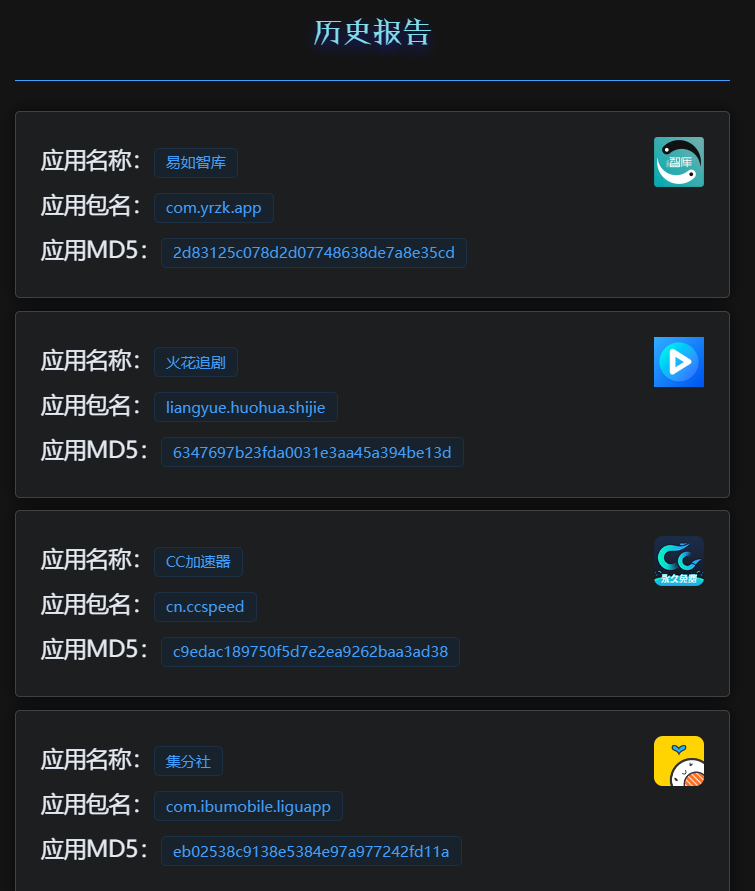 历史报告
应用名称： 易如智库
智库
应用包名： com.yrzk.app
应用MD5： 2d83125c078d2d07748638de7a8e35cd
应用名称： 火花追剧
应用包名： liangyue.huohua.shijie
应用MD5： 6347697b23fda0031e3aa45a394be13d
应用名称： CC加速器
CC
永久免费
应用包名： cn.ccspeed
应用MD5： c9edac189750f5d7e2ea9262baa3ad38
应用名称： 集分社
应用包名： com.ibumobile.liguapp
应用MD5： eb02538c9138e5384e97a977242fd11a